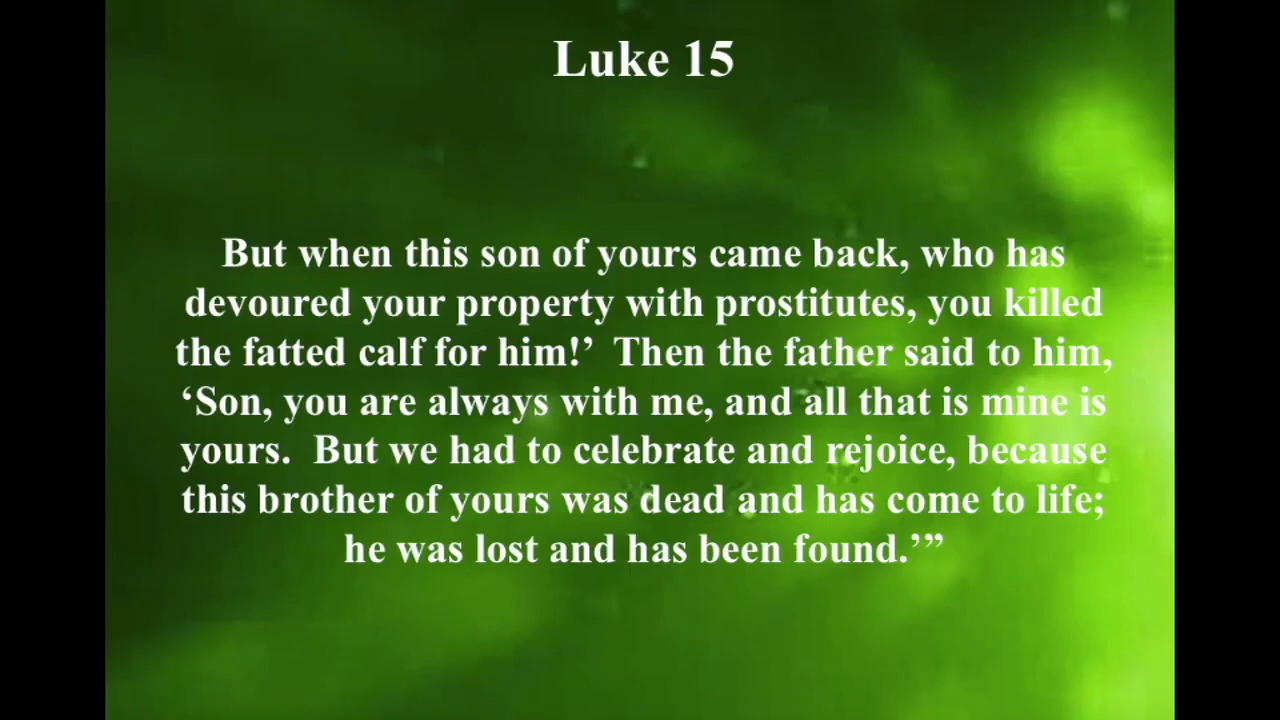 Luke 15
But when this son of yours came back, who has
devoured your property with prostitutes, you killed
the fatted calf for him!’  Then the father said to him,
‘Son, you are always with me, and all that is mine is
yours.  But we had to celebrate and rejoice, because
this brother of yours was dead and has come to life;
he was lost and has been found.’”